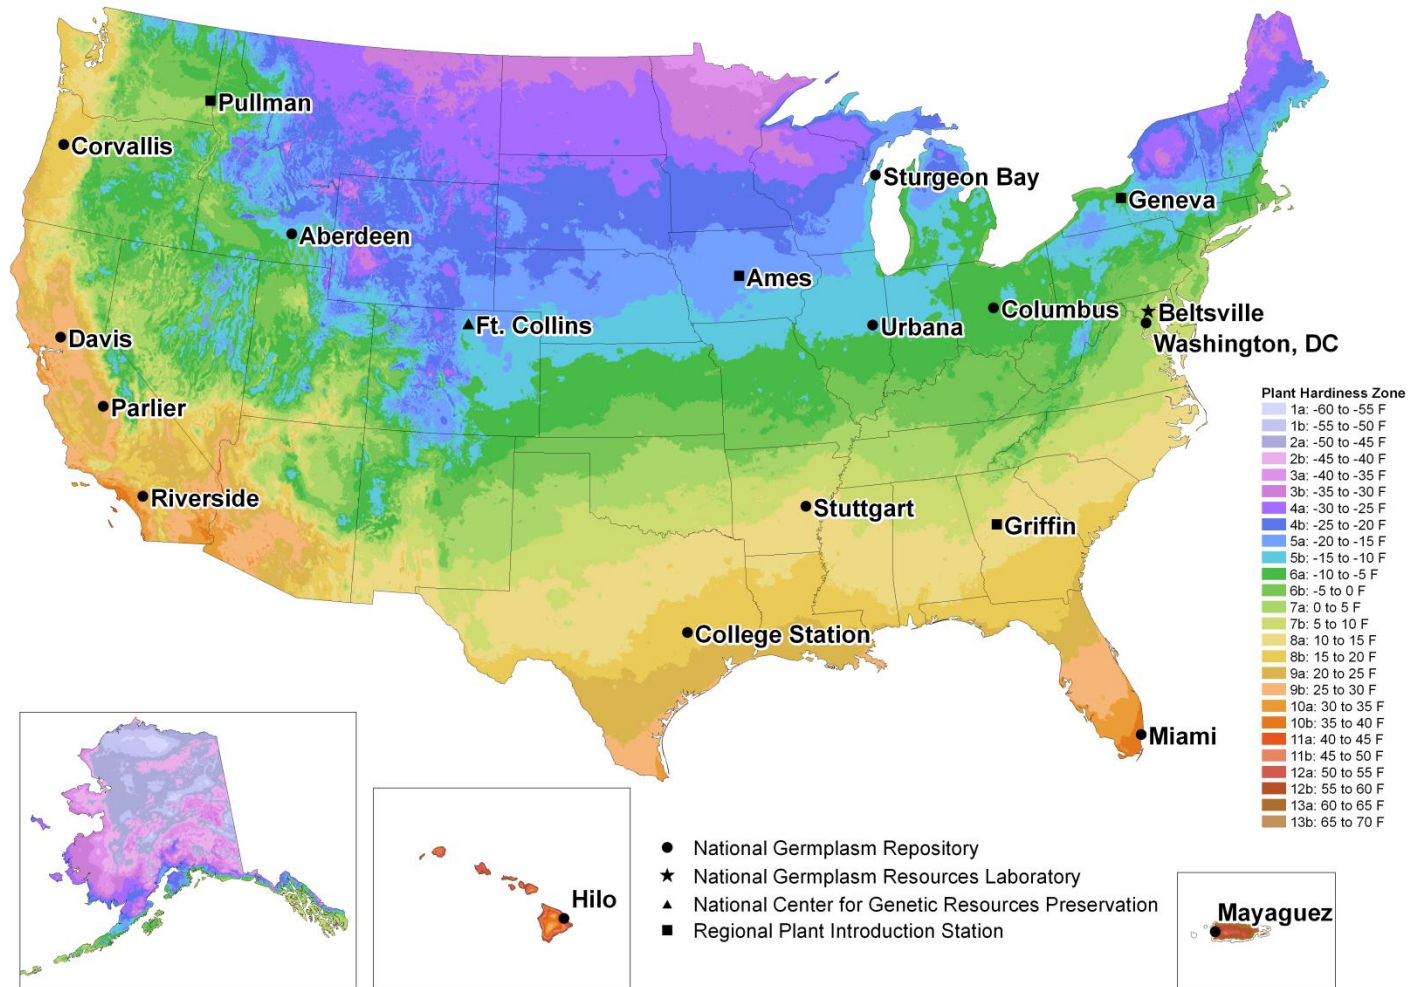 Pullman
Corvallis
Sturgeon Bay
Geneva
Aberdeen
Ames
Columbus
Beltsville
Ft. Collins
Urbana
Washington, DC
Davis
Parlier
Riverside
Stuttgart
Griffin
College Station
Miami
Plant Hardiness Zone
1a: -60 to -55 F
1b: -55 to -50 F
2a: -50 to -45 F
2b: -45 to -40 F
3a: -40 to -35 F
3b: -35 to -30 F
4a: -30 to -25 F
4b: -25 to -20 F
5a: -20 to -15 F
5b: -15 to -10 F
6a: -10 to -5 F
6b: -5 to 0 F
7a: 0 to 5 F
7b: 5 to 10 F
8a: 10 to 15 F
8b: 15 to 20 F
9a: 20 to 25 F
9b: 25 to 30 F
10a: 30 to 35 F
10b: 35 to 40 F
11a: 40 to 45 F
11b: 45 to 50 F
12a: 50 to 55 F
12b: 55 to 60 F
13a: 60 to 65 F
13b: 65 to 70 F
Hilo
National Germplasm Repository
National Germplasm Resources Laboratory
National Center for Genetic Resources Preservation
Regional Plant Introduction Station
Mayaguez